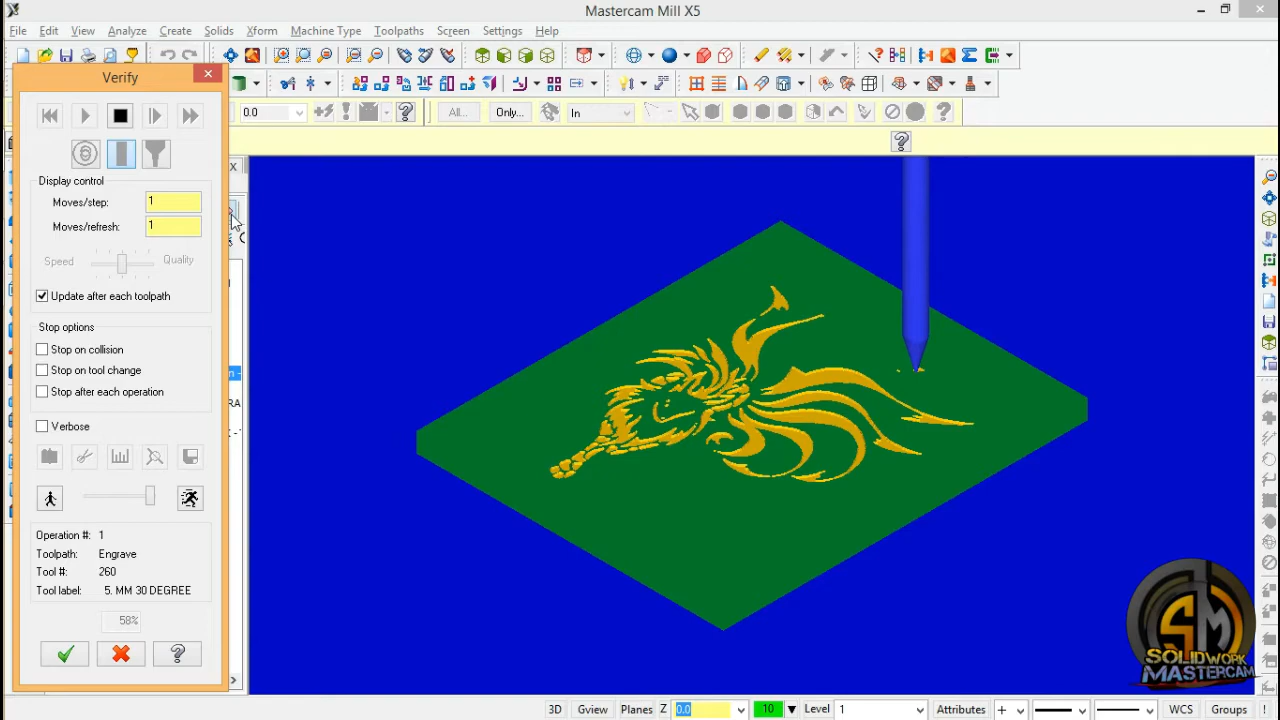 Mastercam Mill X5
File Edit View Analyze Create Solids Xform Machine Type Toolpaths Screen Settings Help
Verify
0.0
All... Only... In
Display control
Moves/step: 1
Moves/refresh: 1
Speed Quality
Update after each toolpath
Stop options
Stop on collision
Stop on tool change
Stop after each operation
Verbose
Operation #: 1
Toolpath: Engrave
Tool #: 260
Tool label: 5. MM 30 DEGREE
58%
SM
SOLIDWORK
MASTERCAM
3D Gview Planes Z 0.0 10 Level 1 Attributes WCS Groups